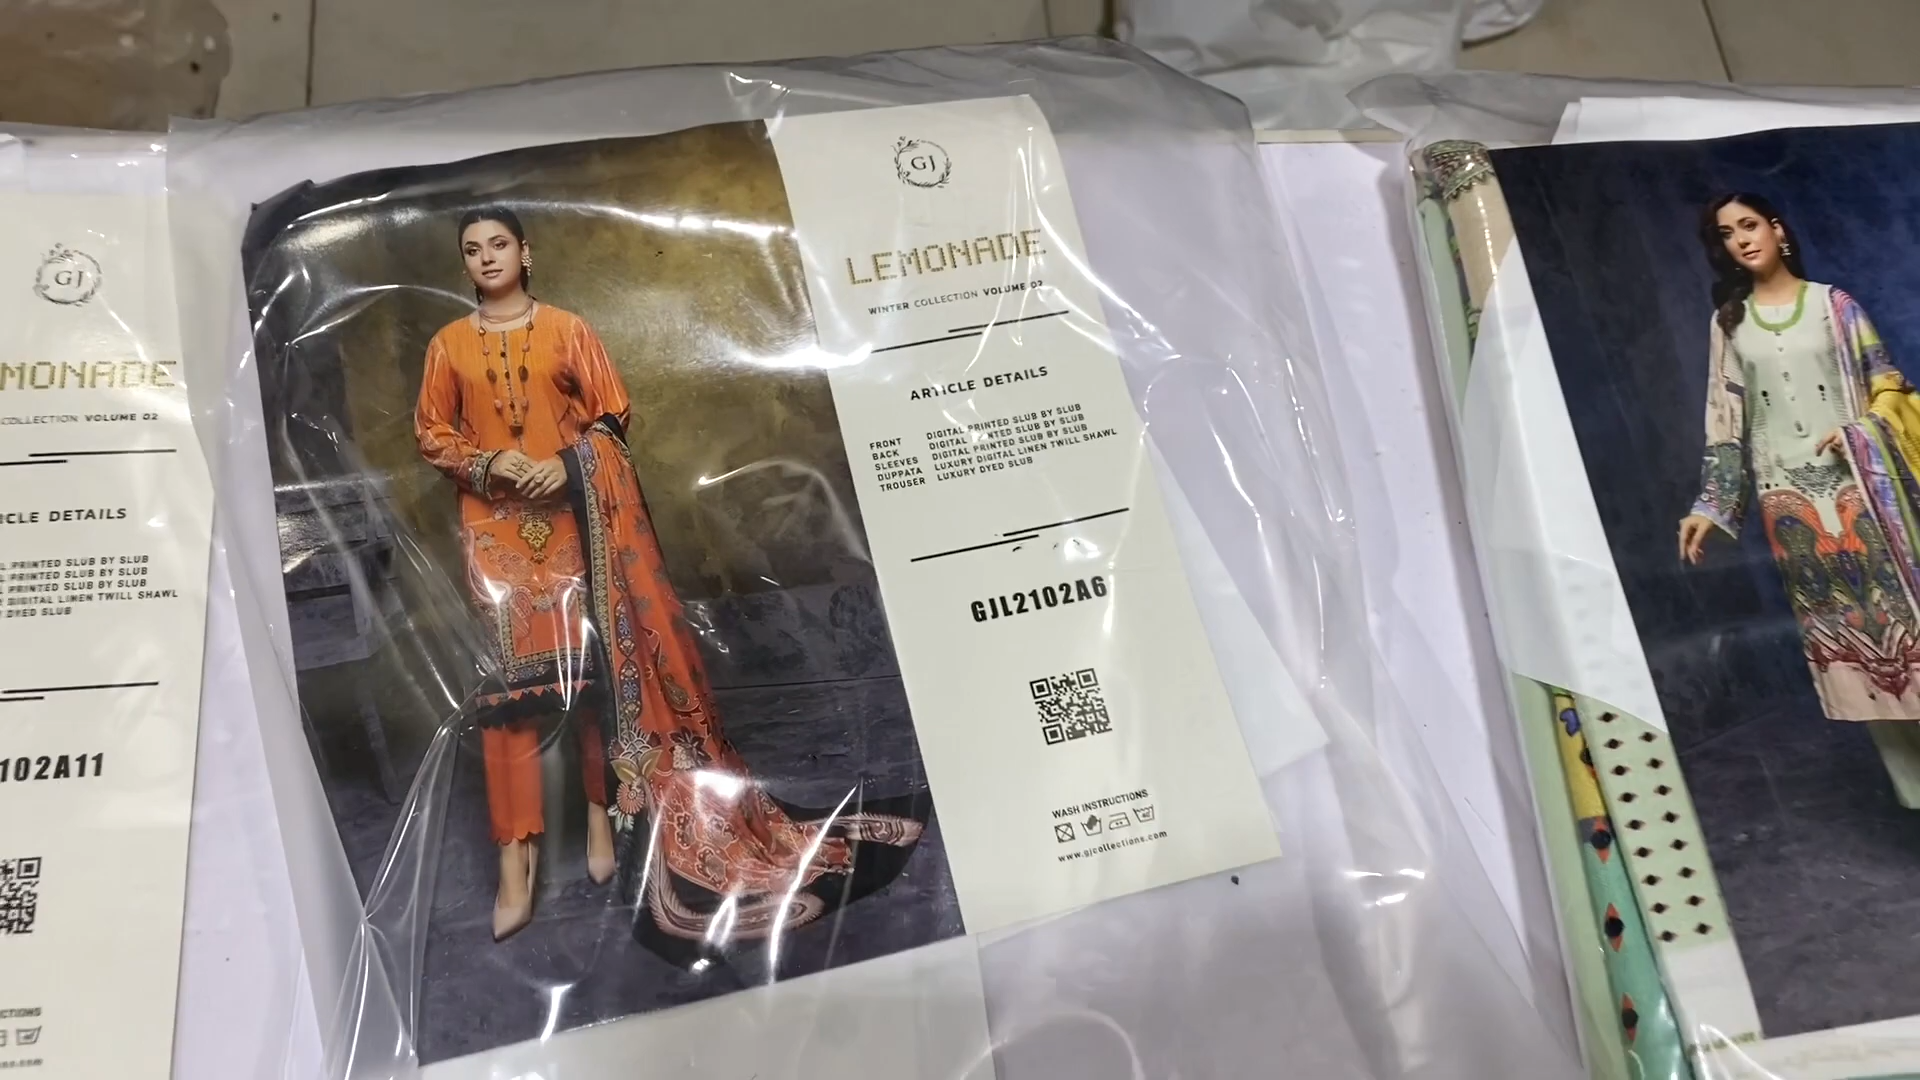 GJ
MONADE
COLLECTION VOLUME 02
CLE DETAILS
PRINTED SLUB BY SLUB
PRINTED SLUB BY SLUB
PRINTED SLUB BY SLUB
DIGITAL LINEN TWILL SHAWL
DYED SLUB
102A11
GJ
LEMONADE
WINTER COLLECTION VOLUME 02
ARTICLE DETAILS
FRONT DIGITAL PRINTED SLUB BY SLUB
BACK DIGITAL PRINTED SLUB BY SLUB
SLEEVES DIGITAL PRINTED SLUB BY SLUB
DUPPATA LUXURY DIGITAL LINEN TWILL SHAWL
TROUSER LUXURY DYED SLUB
GJL2102A6
WASH INSTRUCTIONS
www.gjcollections.com